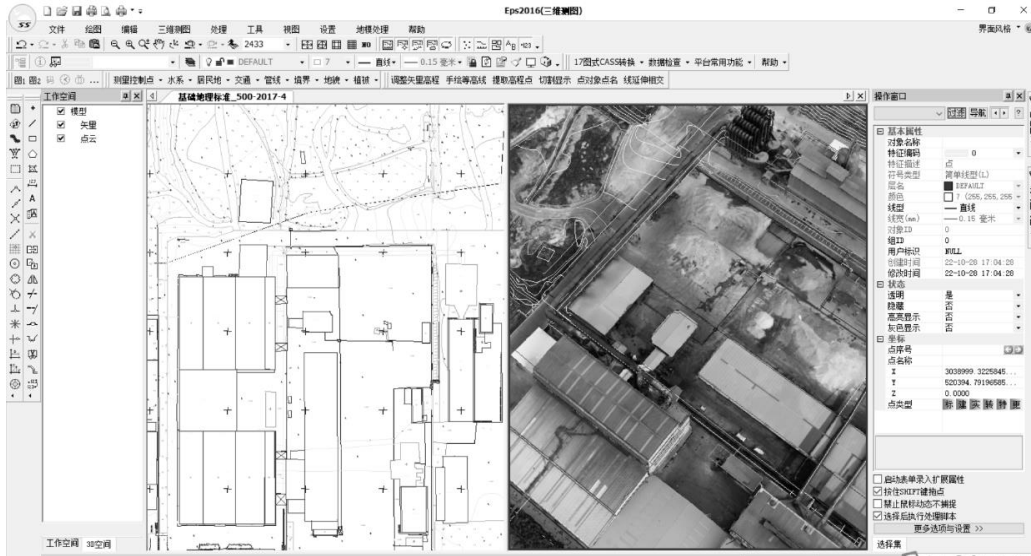 Eps2016(三维测图)
文件 绘图 编辑 三维测图 处理 工具 视图 设置 地模处理 帮助
界面风格
2433
DEFAULT 7 直线 0.15 毫米 17图式CASS转换 数据检查 平台常用功能 帮助
图1 图2 测量控制点 水系 居民地 交通 管线 境界 地貌 植被 调整矢量高程 手绘等高线 提取高程点 切割显示 点对象点名 线延伸相交
工作空间
模型
矢量
点云
基础地理标准_500-2017-4
操作窗口
过滤 导航
基本属性
对象名称
特征编码 0
特征描述 点
符号类型 简单线型(L)
层名 DEFAULT
颜色 7 (255,255,255
线型 直线
线宽(mm) 0.15 毫米
对象ID 0
组ID 0
用户标识 NULL
创建时间 22-10-28 17:04:28
修改时间 22-10-28 17:04:28
状态
透明 是
隐藏 否
高亮显示 否
灰色显示 否
坐标
点序号
点名称
X 3038999.3225845...
Y 520394.79196585...
Z 0.0000
点类型
启动表单录入扩展属性
按住SHIFT键拖点
禁止鼠标动态不捕捉
选择后执行处理脚本
更多选项与设置 >>
选择集
工作空间 3D空间